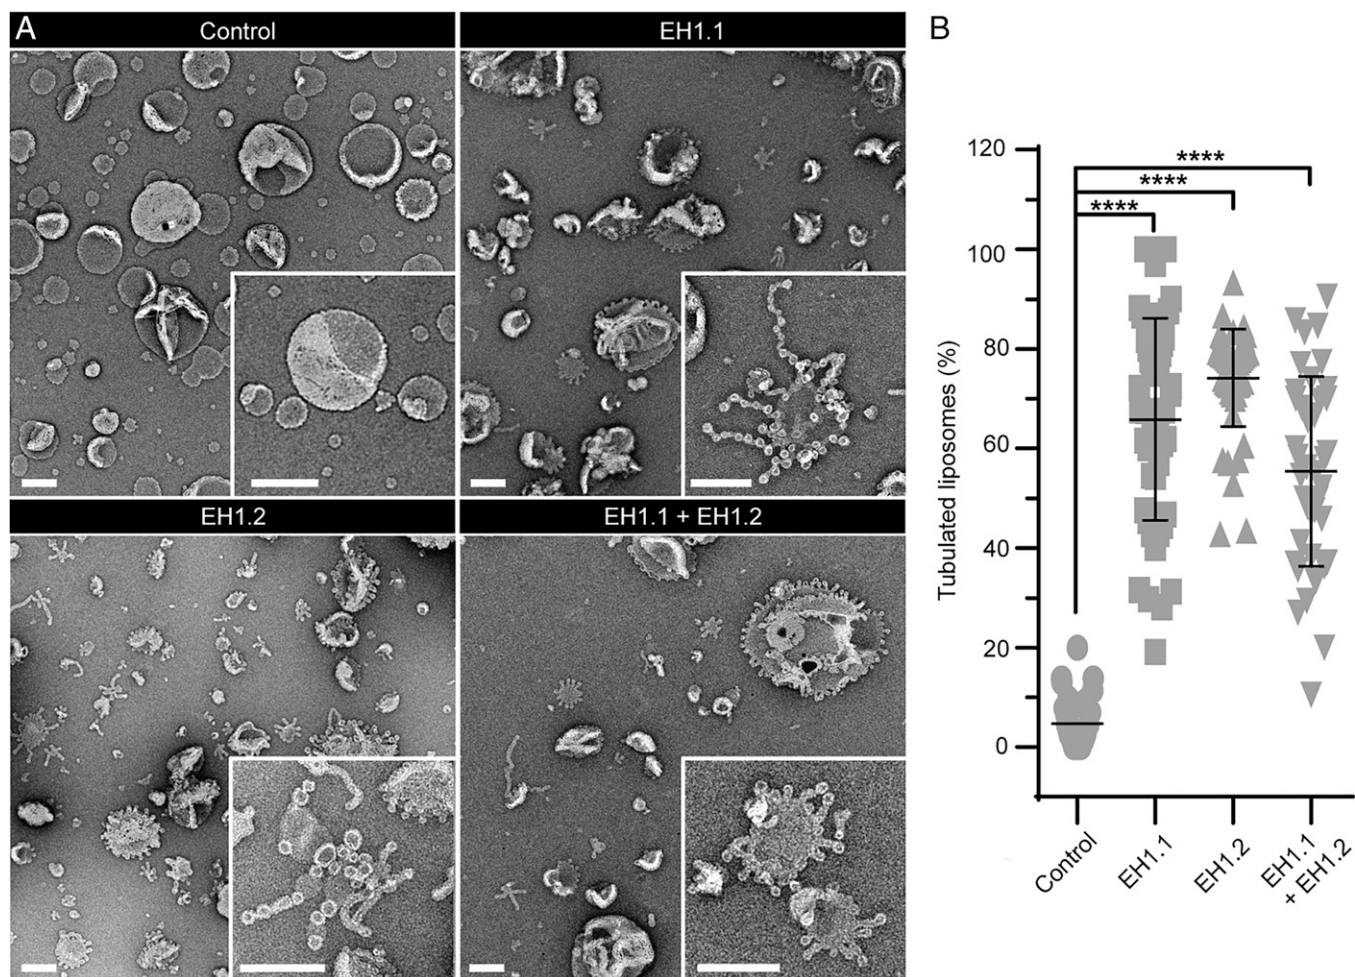 A
Control
EH1.1
EH1.2
EH1.1 + EH1.2
B
Tubulated liposomes (%)
120
100
80
60
40
20
0
****
****
****
Control
EH1.1
EH1.2
EH1.1
+ EH1.2